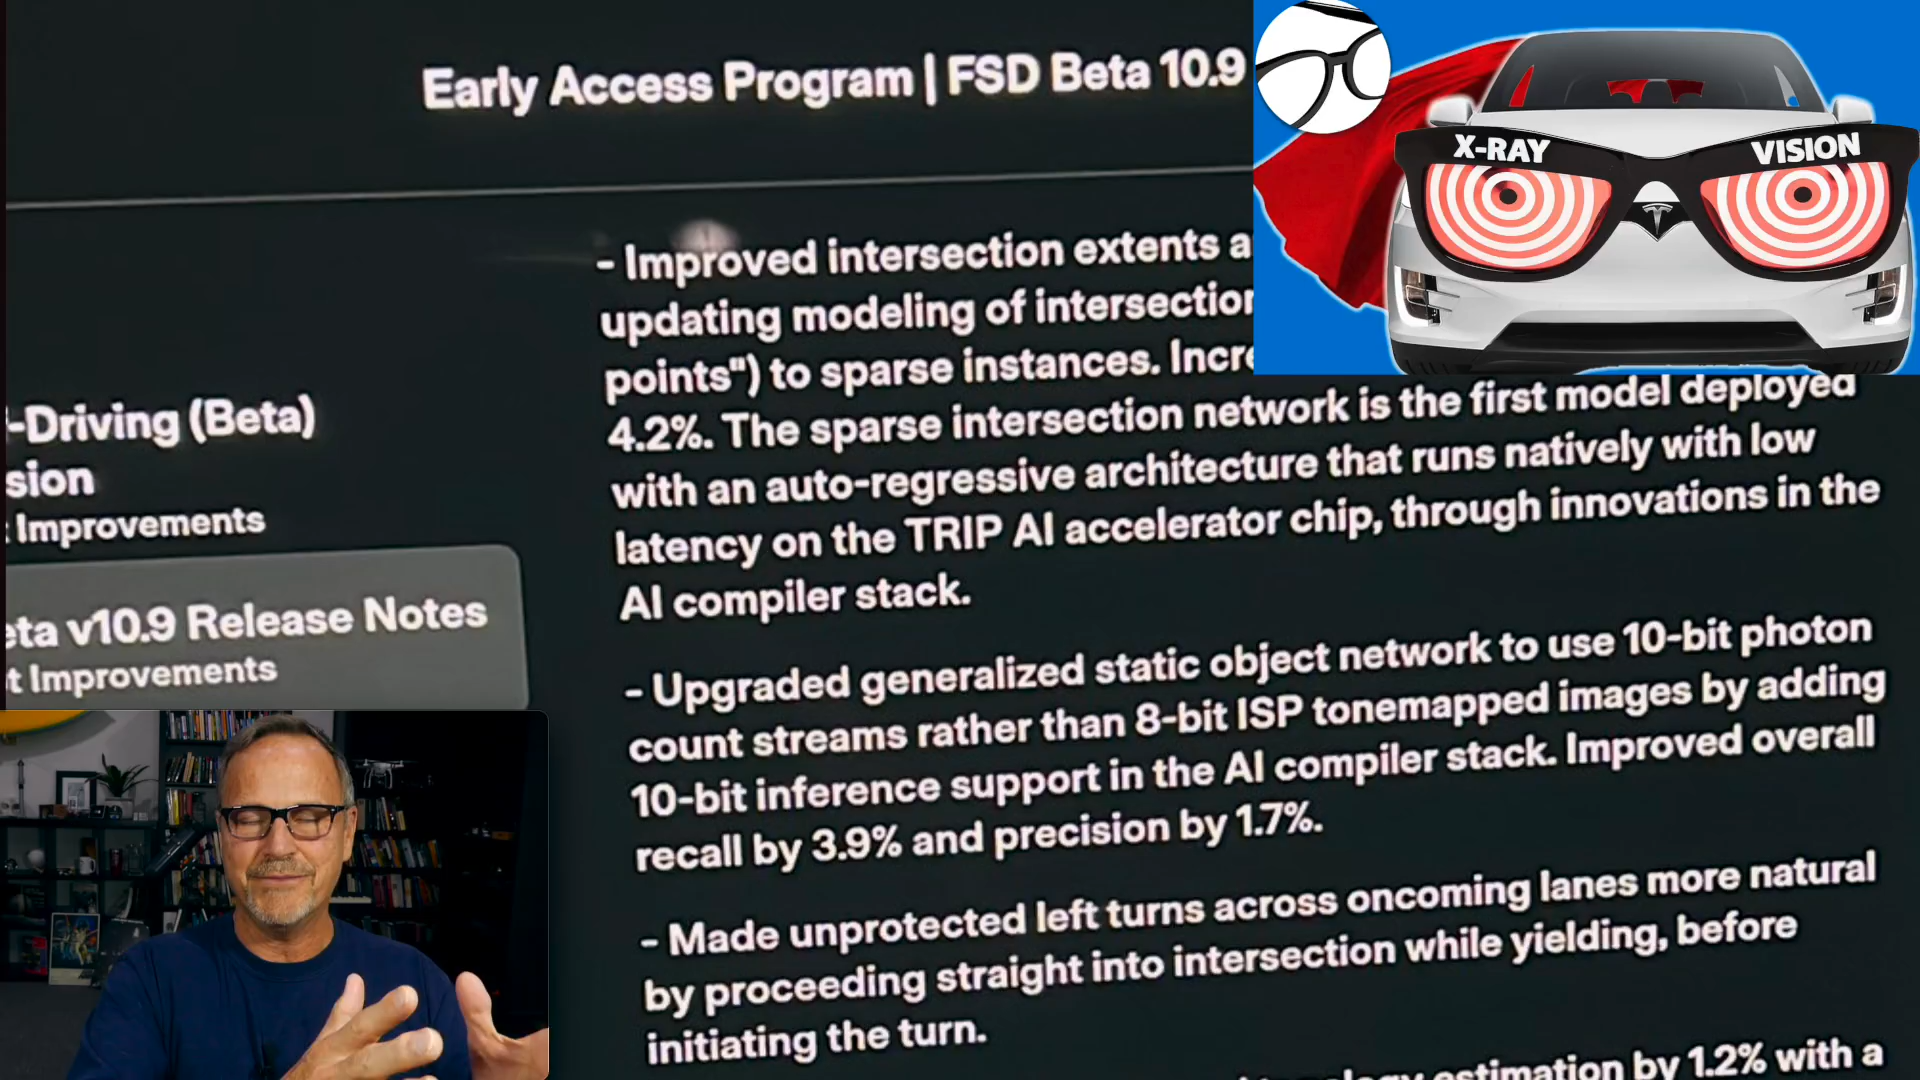 Early Access Program | FSD Beta 10.9
X-RAY VISION
- Improved intersection extents a
updating modeling of intersection
points") to sparse instances. Incre
4.2%. The sparse intersection network is the first model deployed
with an auto-regressive architecture that runs natively with low
latency on the TRIP AI accelerator chip, through innovations in the
AI compiler stack.
- Upgraded generalized static object network to use 10-bit photon
count streams rather than 8-bit ISP tonemapped images by adding
10-bit inference support in the AI compiler stack. Improved overall
recall by 3.9% and precision by 1.7%.
- Made unprotected left turns across oncoming lanes more natural
by proceeding straight into intersection while yielding, before
initiating the turn.
estimation by 1.2% with a
-Driving (Beta)
sion
t Improvements
eta v10.9 Release Notes
t Improvements